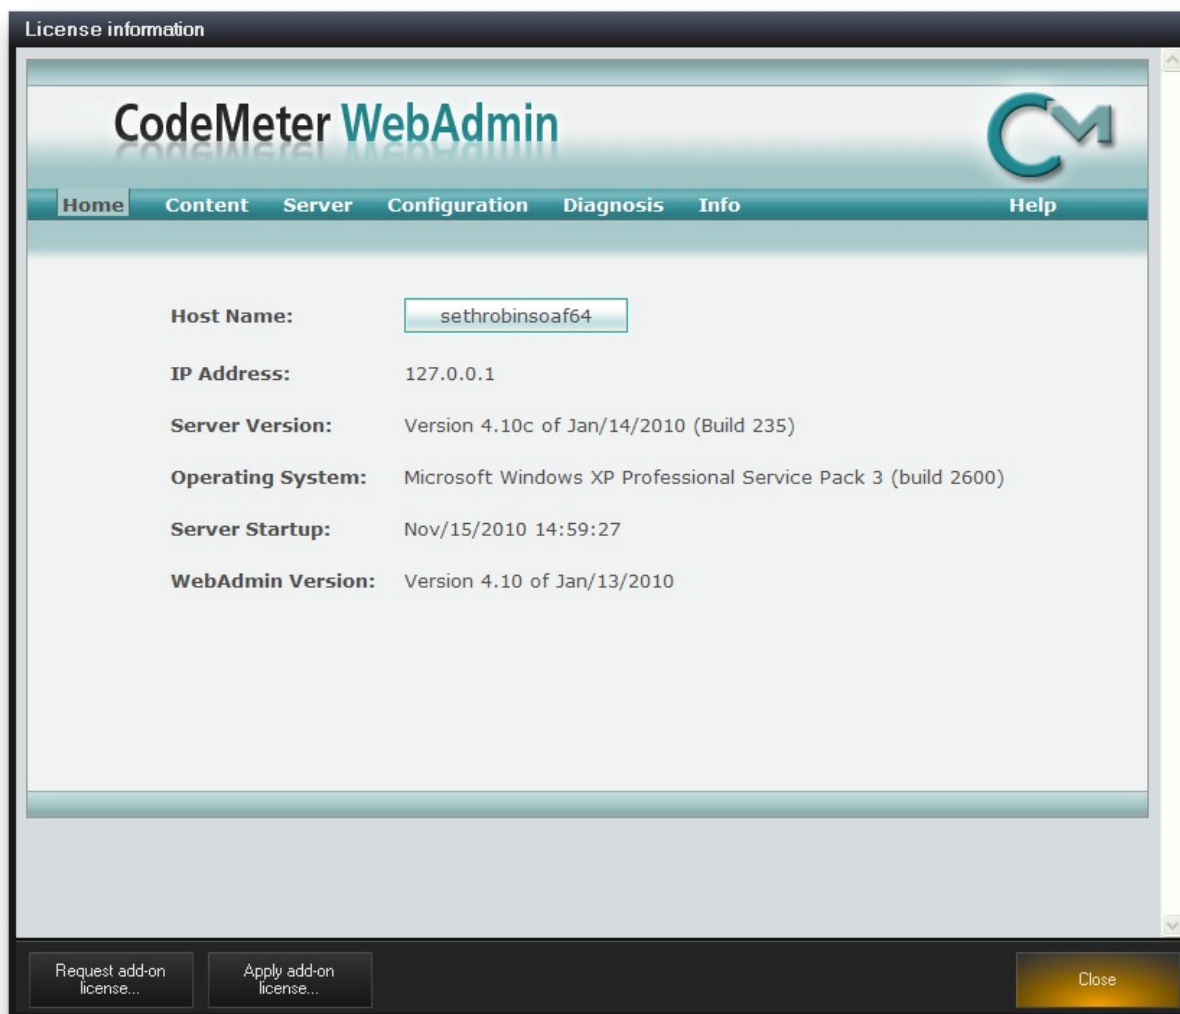 License information
CodeMeter WebAdmin
CM
Home Content Server Configuration Diagnosis Info Help
Host Name: sethrobinsoaf64
IP Address: 127.0.0.1
Server Version: Version 4.10c of Jan/14/2010 (Build 235)
Operating System: Microsoft Windows XP Professional Service Pack 3 (build 2600)
Server Startup: Nov/15/2010 14:59:27
WebAdmin Version: Version 4.10 of Jan/13/2010
Request add-on Apply add-on Close
license... license...